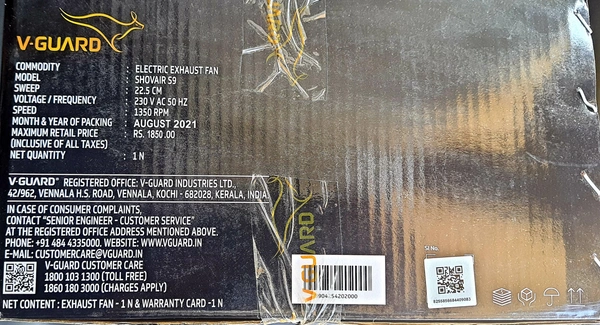 V-GUARD
COMMODITY : ELECTRIC EXHAUST FAN
MODEL : SHOVAIR S9
SWEEP : 22.5 CM
VOLTAGE / FREQUENCY : 230 V AC 50 HZ
SPEED : 1350 RPM
MONTH & YEAR OF PACKING : AUGUST 2021
MAXIMUM RETAIL PRICE : RS. 1850.00
(INCLUSIVE OF ALL TAXES)
NET QUANTITY : 1 N
V-GUARD REGISTERED OFFICE: V-GUARD INDUSTRIES LTD.,
42/962, VENNALA H.S. ROAD, VENNALA, KOCHI - 682028, KERALA, INDIA.
IN CASE OF CONSUMER COMPLAINTS.
CONTACT "SENIOR ENGINEER - CUSTOMER SERVICE"
AT THE REGISTERED OFFICE ADDRESS MENTIONED ABOVE.
PHONE: +91 484 4335000. WEBSITE: WWW.VGUARD.IN
E-MAIL: CUSTOMERCARE@VGUARD.IN
V-GUARD CUSTOMER CARE
1800 103 1300 (TOLL FREE)
1860 180 3000 (CHARGES APPLY)
NET CONTENT : EXHAUST FAN - 1 N & WARRANTY CARD -1 N
V-GUARD
904254202000
Sl No.